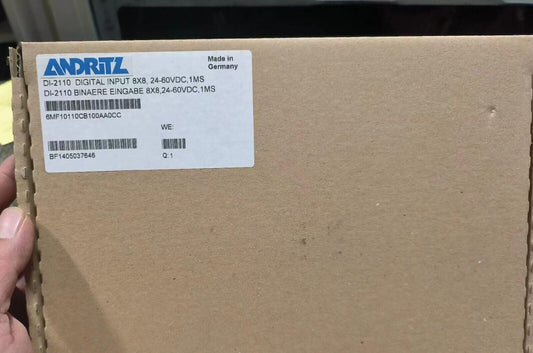 ANDRITZ
Made in
Germany
DI-2110 DIGITAL INPUT 8X8, 24-60VDC,1MS
DI-2110 BINAERE EINGABE 8X8,24-60VDC,1MS
6MF10110CB100AA0CC
WE:
BF1405037646
Q:1